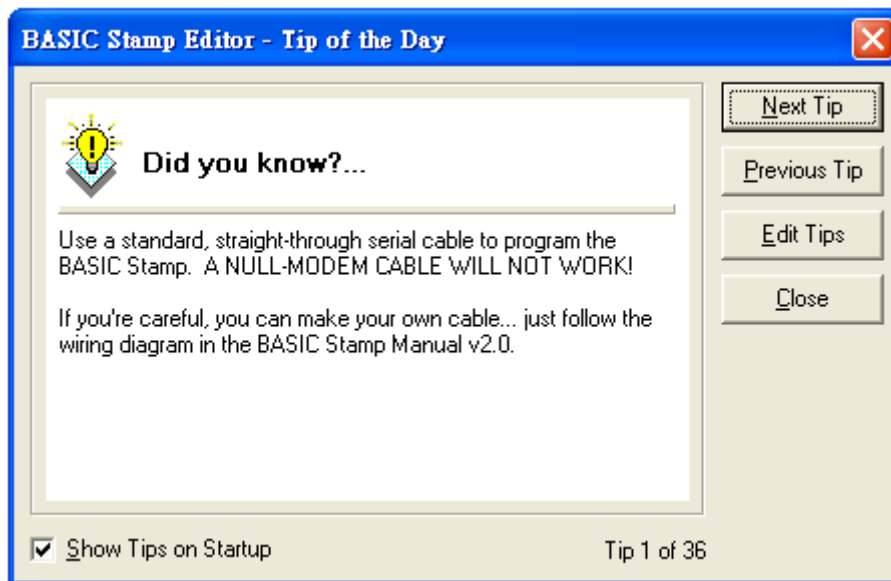 BASIC Stamp Editor - Tip of the Day
Did you know?...
Use a standard, straight-through serial cable to program the
BASIC Stamp.  A NULL-MODEM CABLE WILL NOT WORK!
If you're careful, you can make your own cable... just follow the
wiring diagram in the BASIC Stamp Manual v2.0.
Next Tip
Previous Tip
Edit Tips
Close
Show Tips on Startup
Tip 1 of 36